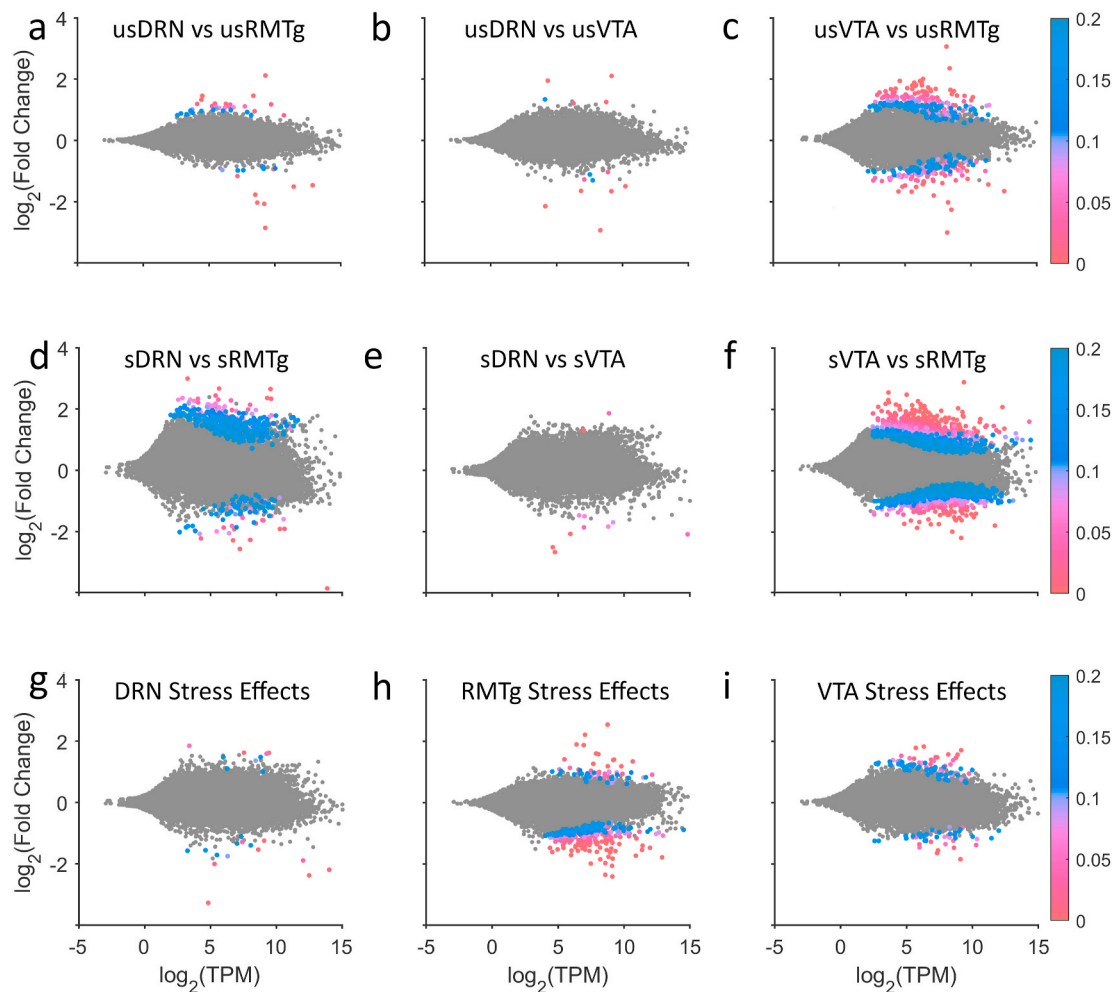 a usDRN vs usRMTg
b usDRN vs usVTA
c usVTA vs usRMTg
4
2
0
-2
log2(Fold Change)
-5 0 5 10 15
0.2
0.15
0.1
0.05
0
d sDRN vs sRMTg
e sDRN vs sVTA
f sVTA vs sRMTg
4
2
0
-2
log2(Fold Change)
0.2
0.15
0.1
0.05
0
g DRN Stress Effects
h RMTg Stress Effects
i VTA Stress Effects
4
2
0
-2
log2(Fold Change)
0.2
0.15
0.1
0.05
0
-5 0 5 10 15
-5 0 5 10 15
-5 0 5 10 15
log2(TPM)
log2(TPM)
log2(TPM)